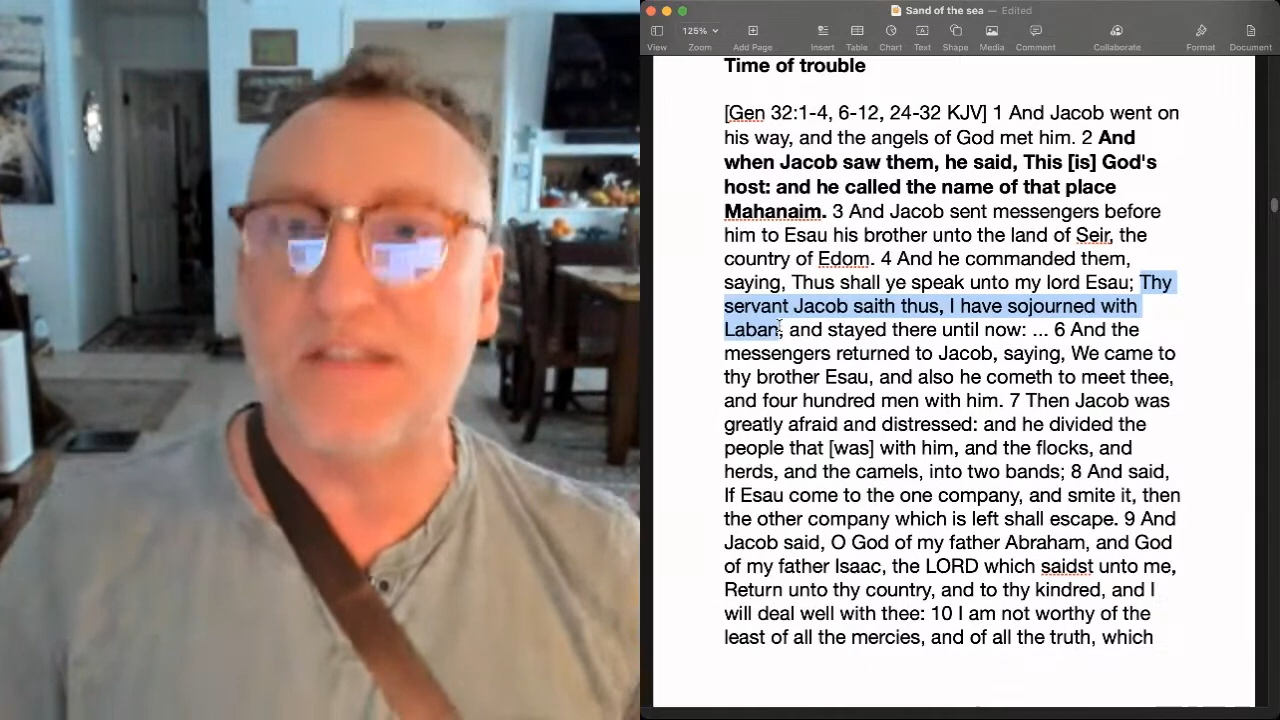 Sand of the sea — Edited
125%
View Zoom Add Page Insert Table Chart Text Shape Media Comment Collaborate Format Document
Time of trouble
[Gen 32:1-4, 6-12, 24-32 KJV] 1 And Jacob went on
his way, and the angels of God met him. 2 And
when Jacob saw them, he said, This [is] God's
host: and he called the name of that place
Mahanaim. 3 And Jacob sent messengers before
him to Esau his brother unto the land of Seir, the
country of Edom. 4 And he commanded them,
saying, Thus shall ye speak unto my lord Esau; Thy
servant Jacob saith thus, I have sojourned with
Laban, and stayed there until now: ... 6 And the
messengers returned to Jacob, saying, We came to
thy brother Esau, and also he cometh to meet thee,
and four hundred men with him. 7 Then Jacob was
greatly afraid and distressed: and he divided the
people that [was] with him, and the flocks, and
herds, and the camels, into two bands; 8 And said,
If Esau come to the one company, and smite it, then
the other company which is left shall escape. 9 And
Jacob said, O God of my father Abraham, and God
of my father Isaac, the LORD which saidst unto me,
Return unto thy country, and to thy kindred, and I
will deal well with thee: 10 I am not worthy of the
least of all the mercies, and of all the truth, which